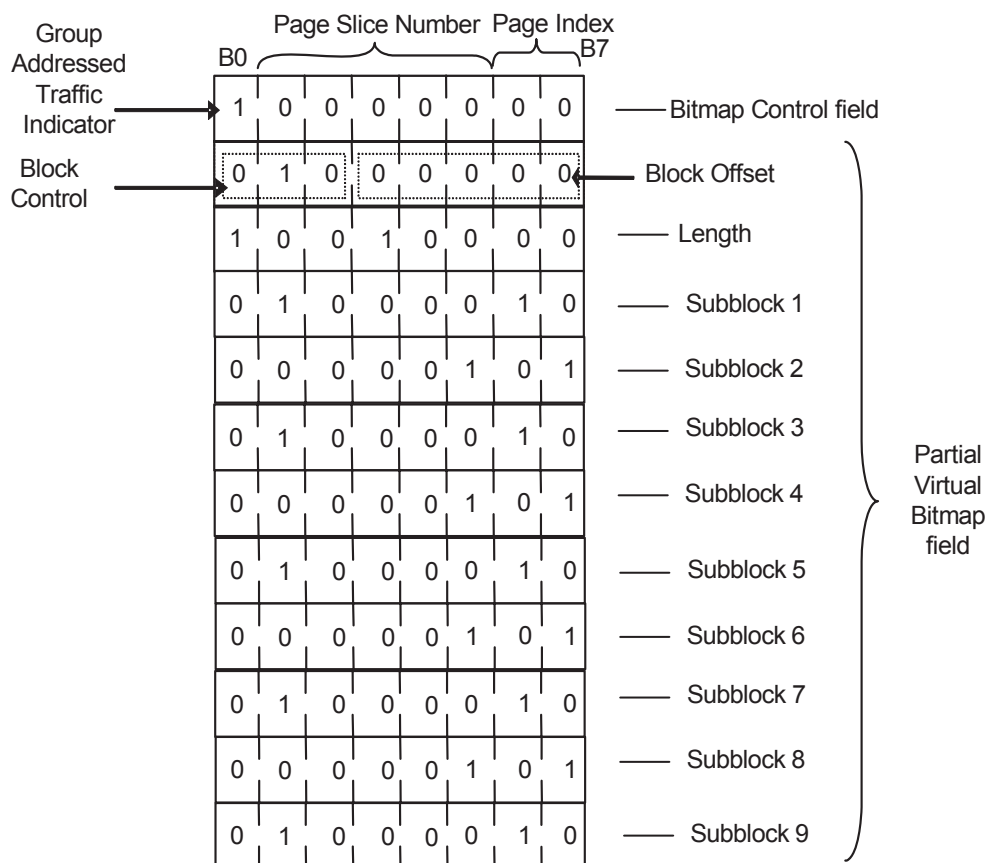 Group
Addressed
Traffic
Indicator
Page Slice Number
Page Index
B0
B7
1 0 0 0 0 0 0 0
Bitmap Control field
Block
Control
0 1 0 0 0 0 0 0
Block Offset
1 0 0 1 0 0 0 0
Length
0 1 0 0 0 0 1 0
Subblock 1
0 0 0 0 0 1 0 1
Subblock 2
0 1 0 0 0 0 1 0
Subblock 3
0 0 0 0 0 1 0 1
Subblock 4
0 1 0 0 0 0 1 0
Subblock 5
0 0 0 0 0 1 0 1
Subblock 6
0 1 0 0 0 0 1 0
Subblock 7
0 0 0 0 0 1 0 1
Subblock 8
0 1 0 0 0 0 1 0
Subblock 9
Partial
Virtual
Bitmap
field